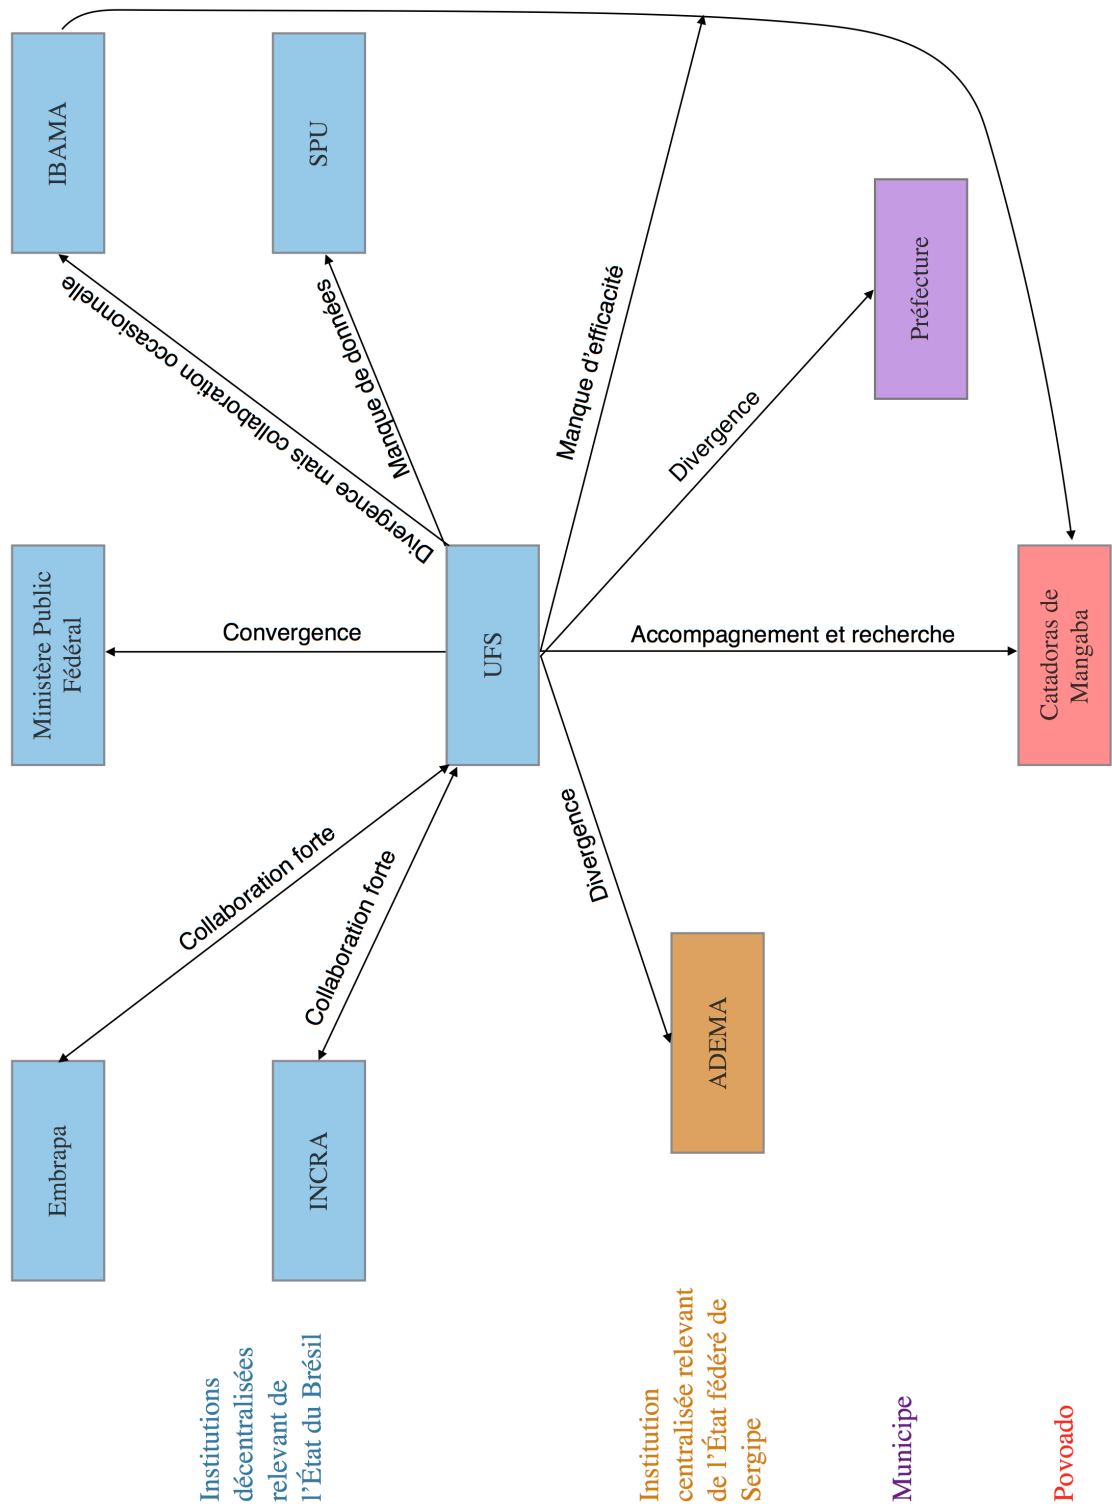 Institutions
décentralisées
relevant de
l'État du Brésil
Embrapa
Ministère Public
Fédéral
IBAMA
INCRA
SPU
Collaboration forte
Collaboration forte
Convergence
Divergence mais collaboration occasionnelle
Manque de données
UFS
Institution
centralisée relevant
de l'État fédéré de
Sergipe
ADEMA
Divergence
Manque d'efficacité
Divergence
Accompagnement et recherche
Municipe
Préfecture
Povoado
Catadoras de
Mangaba